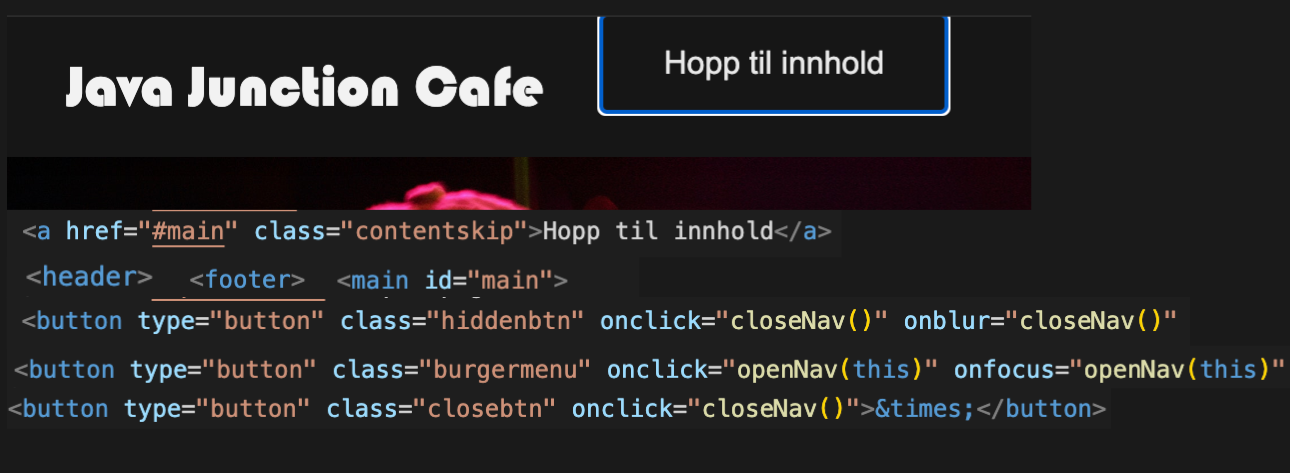 Java Junction Cafe
Hopp til innhold
<a href="#main" class="contentskip">Hopp til innhold</a>
<header> <footer> <main id="main">
<button type="button" class="hiddenbtn" onclick="closeNav()" onblur="closeNav()"
<button type="button" class="burgermenu" onclick="openNav(this)" onfocus="openNav(this)"
<button type="button" class="closebtn" onclick="closeNav()">&times;</button>